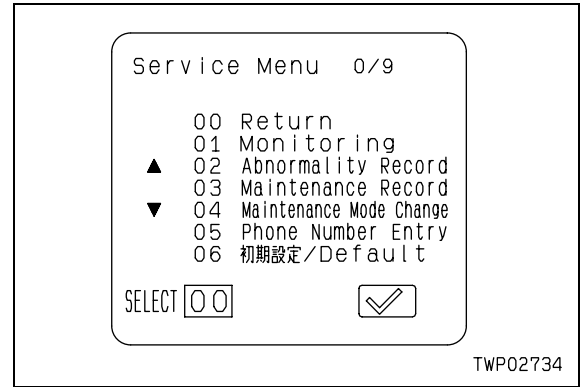 Service Menu 0/9
00 Return
01 Monitoring
▲ 02 Abnormality Record
03 Maintenance Record
▼ 04 Maintenance Mode Change
05 Phone Number Entry
06 初期設定/Default
SELECT 00
TWP02734